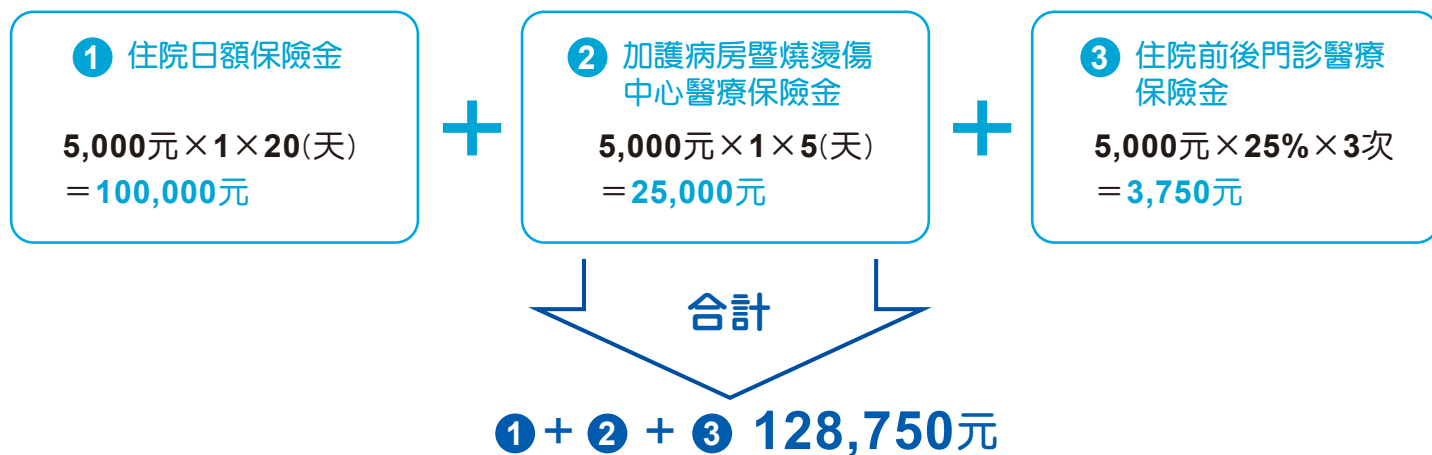 1 住院日額保險金
5,000元×1×20(天)
＝100,000元
+
2 加護病房暨燒燙傷
中心醫療保險金
5,000元×1×5(天)
＝25,000元
+
3 住院前後門診醫療
保險金
5,000元×25%×3次
＝3,750元
合計
1+2+3 128,750元